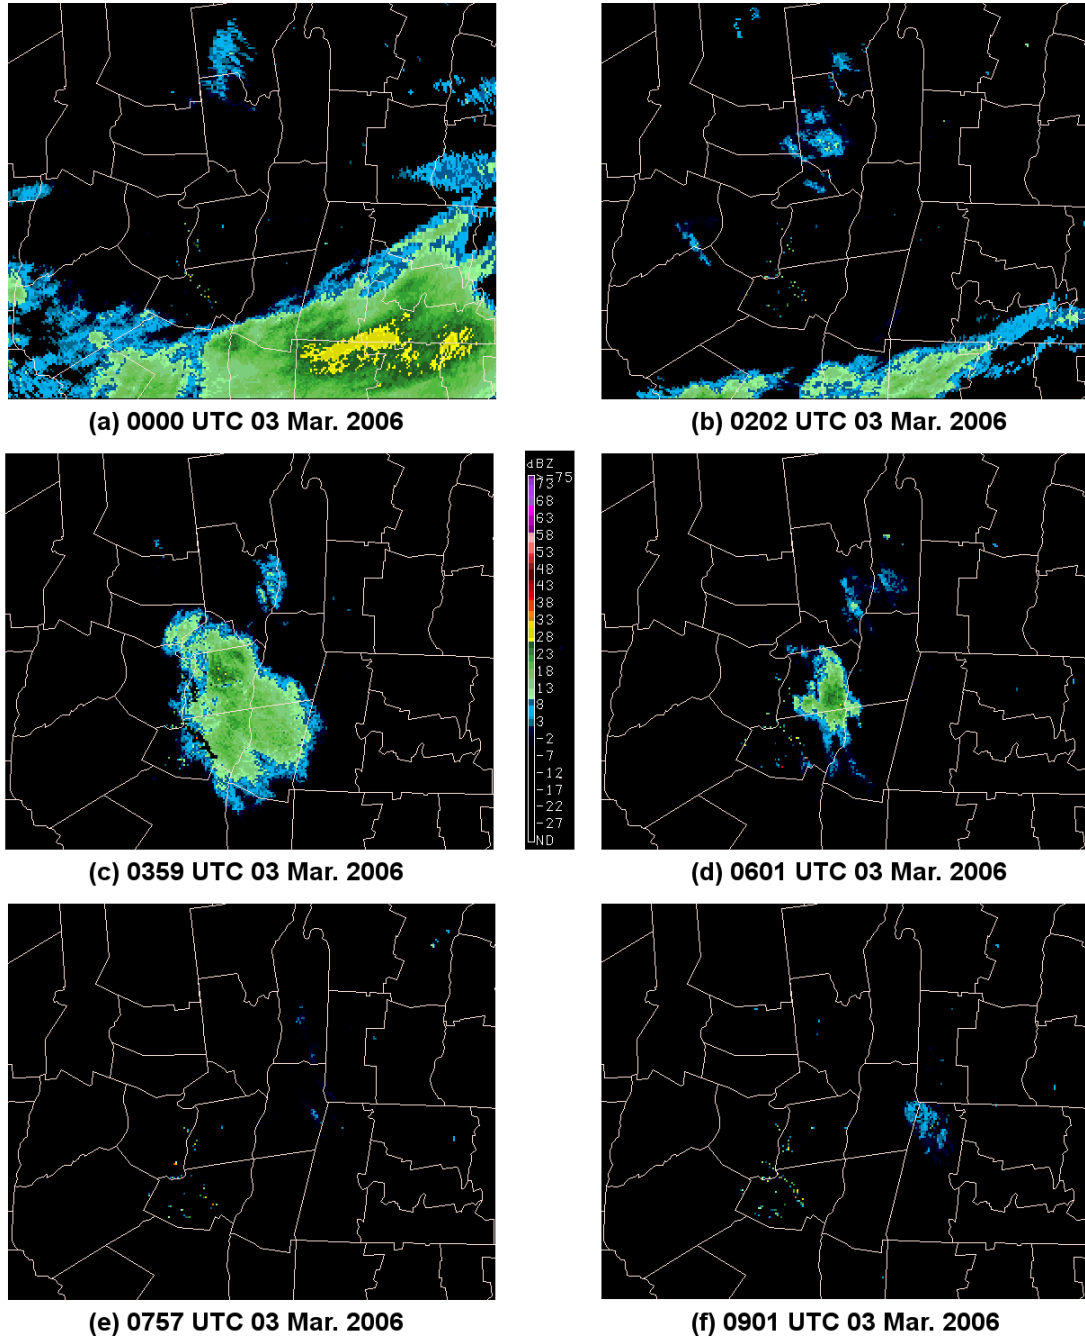 (a) 0000 UTC 03 Mar. 2006
(b) 0202 UTC 03 Mar. 2006
dBZ
>=75
73
68
63
58
53
48
43
38
33
28
23
18
13
8
3
-2
-7
-12
-17
-22
-27
ND
(c) 0359 UTC 03 Mar. 2006
(d) 0601 UTC 03 Mar. 2006
(e) 0757 UTC 03 Mar. 2006
(f) 0901 UTC 03 Mar. 2006